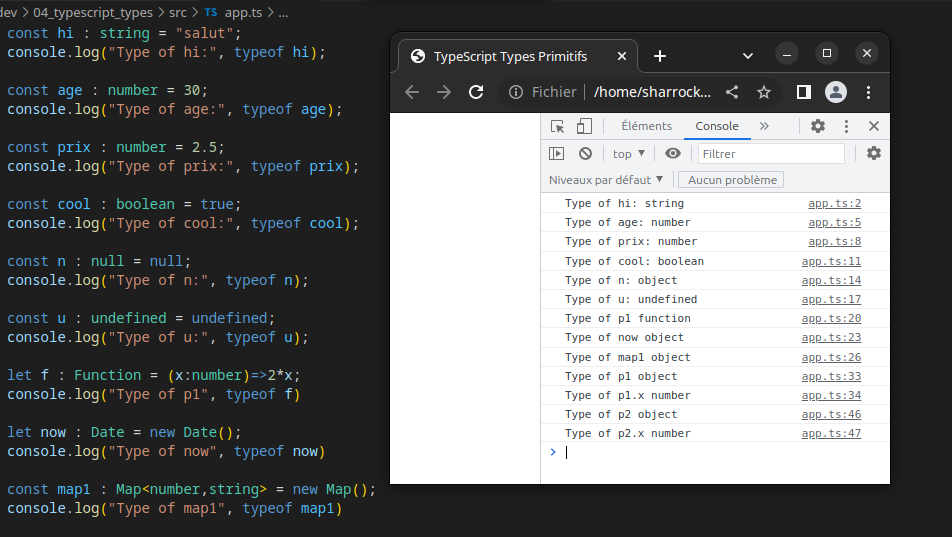 dev > 04_typescript_types > src > TS app.ts > ...
const hi : string = "salut";
console.log("Type of hi:", typeof hi);
const age : number = 30;
console.log("Type of age:", typeof age);
const prix : number = 2.5;
console.log("Type of prix:", typeof prix);
const cool : boolean = true;
console.log("Type of cool:", typeof cool);
const n : null = null;
console.log("Type of n:", typeof n);
const u : undefined = undefined;
console.log("Type of u:", typeof u);
let f : Function = (x:number)=>2*x;
console.log("Type of p1", typeof f)
let now : Date = new Date();
console.log("Type of now", typeof now)
const map1 : Map<number,string> = new Map();
console.log("Type of map1", typeof map1)
TypeScript Types Primitifs
Fichier /home/sharrock...
Éléments Console
top Filtrer
Niveaux par défaut Aucun problème
Type of hi: string app.ts:2
Type of age: number app.ts:5
Type of prix: number app.ts:8
Type of cool: boolean app.ts:11
Type of n: object app.ts:14
Type of u: undefined app.ts:17
Type of p1 function app.ts:20
Type of now object app.ts:23
Type of map1 object app.ts:26
Type of p1 object app.ts:33
Type of p1.x number app.ts:34
Type of p2 object app.ts:46
Type of p2.x number app.ts:47